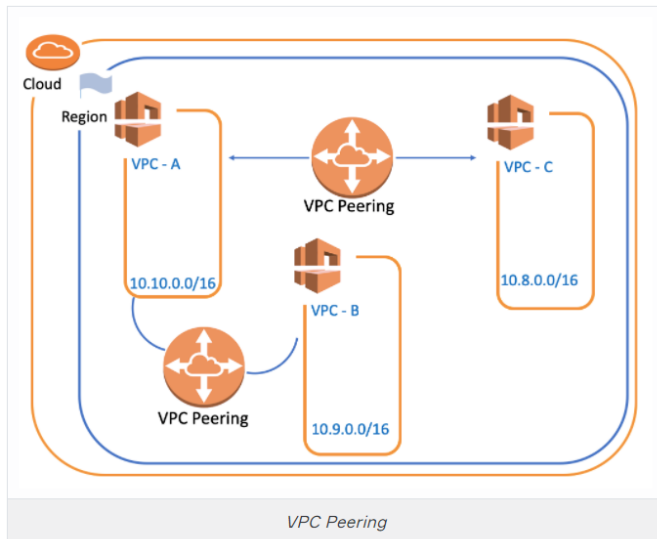 Cloud
Region
VPC - A
VPC Peering
VPC - C
10.10.0.0/16
10.8.0.0/16
VPC - B
VPC Peering
10.9.0.0/16
VPC Peering